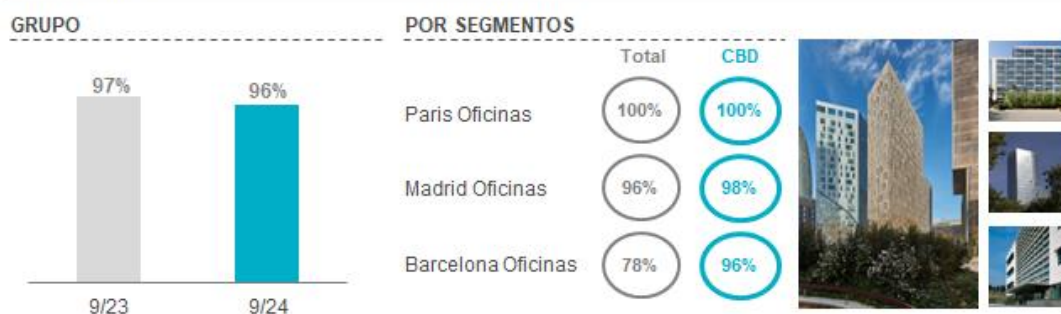 GRUPO
97%
96%
9/23
9/24
POR SEGMENTOS
Total CBD
Paris Oficinas 100% 100%
Madrid Oficinas 96% 98%
Barcelona Oficinas 78% 96%